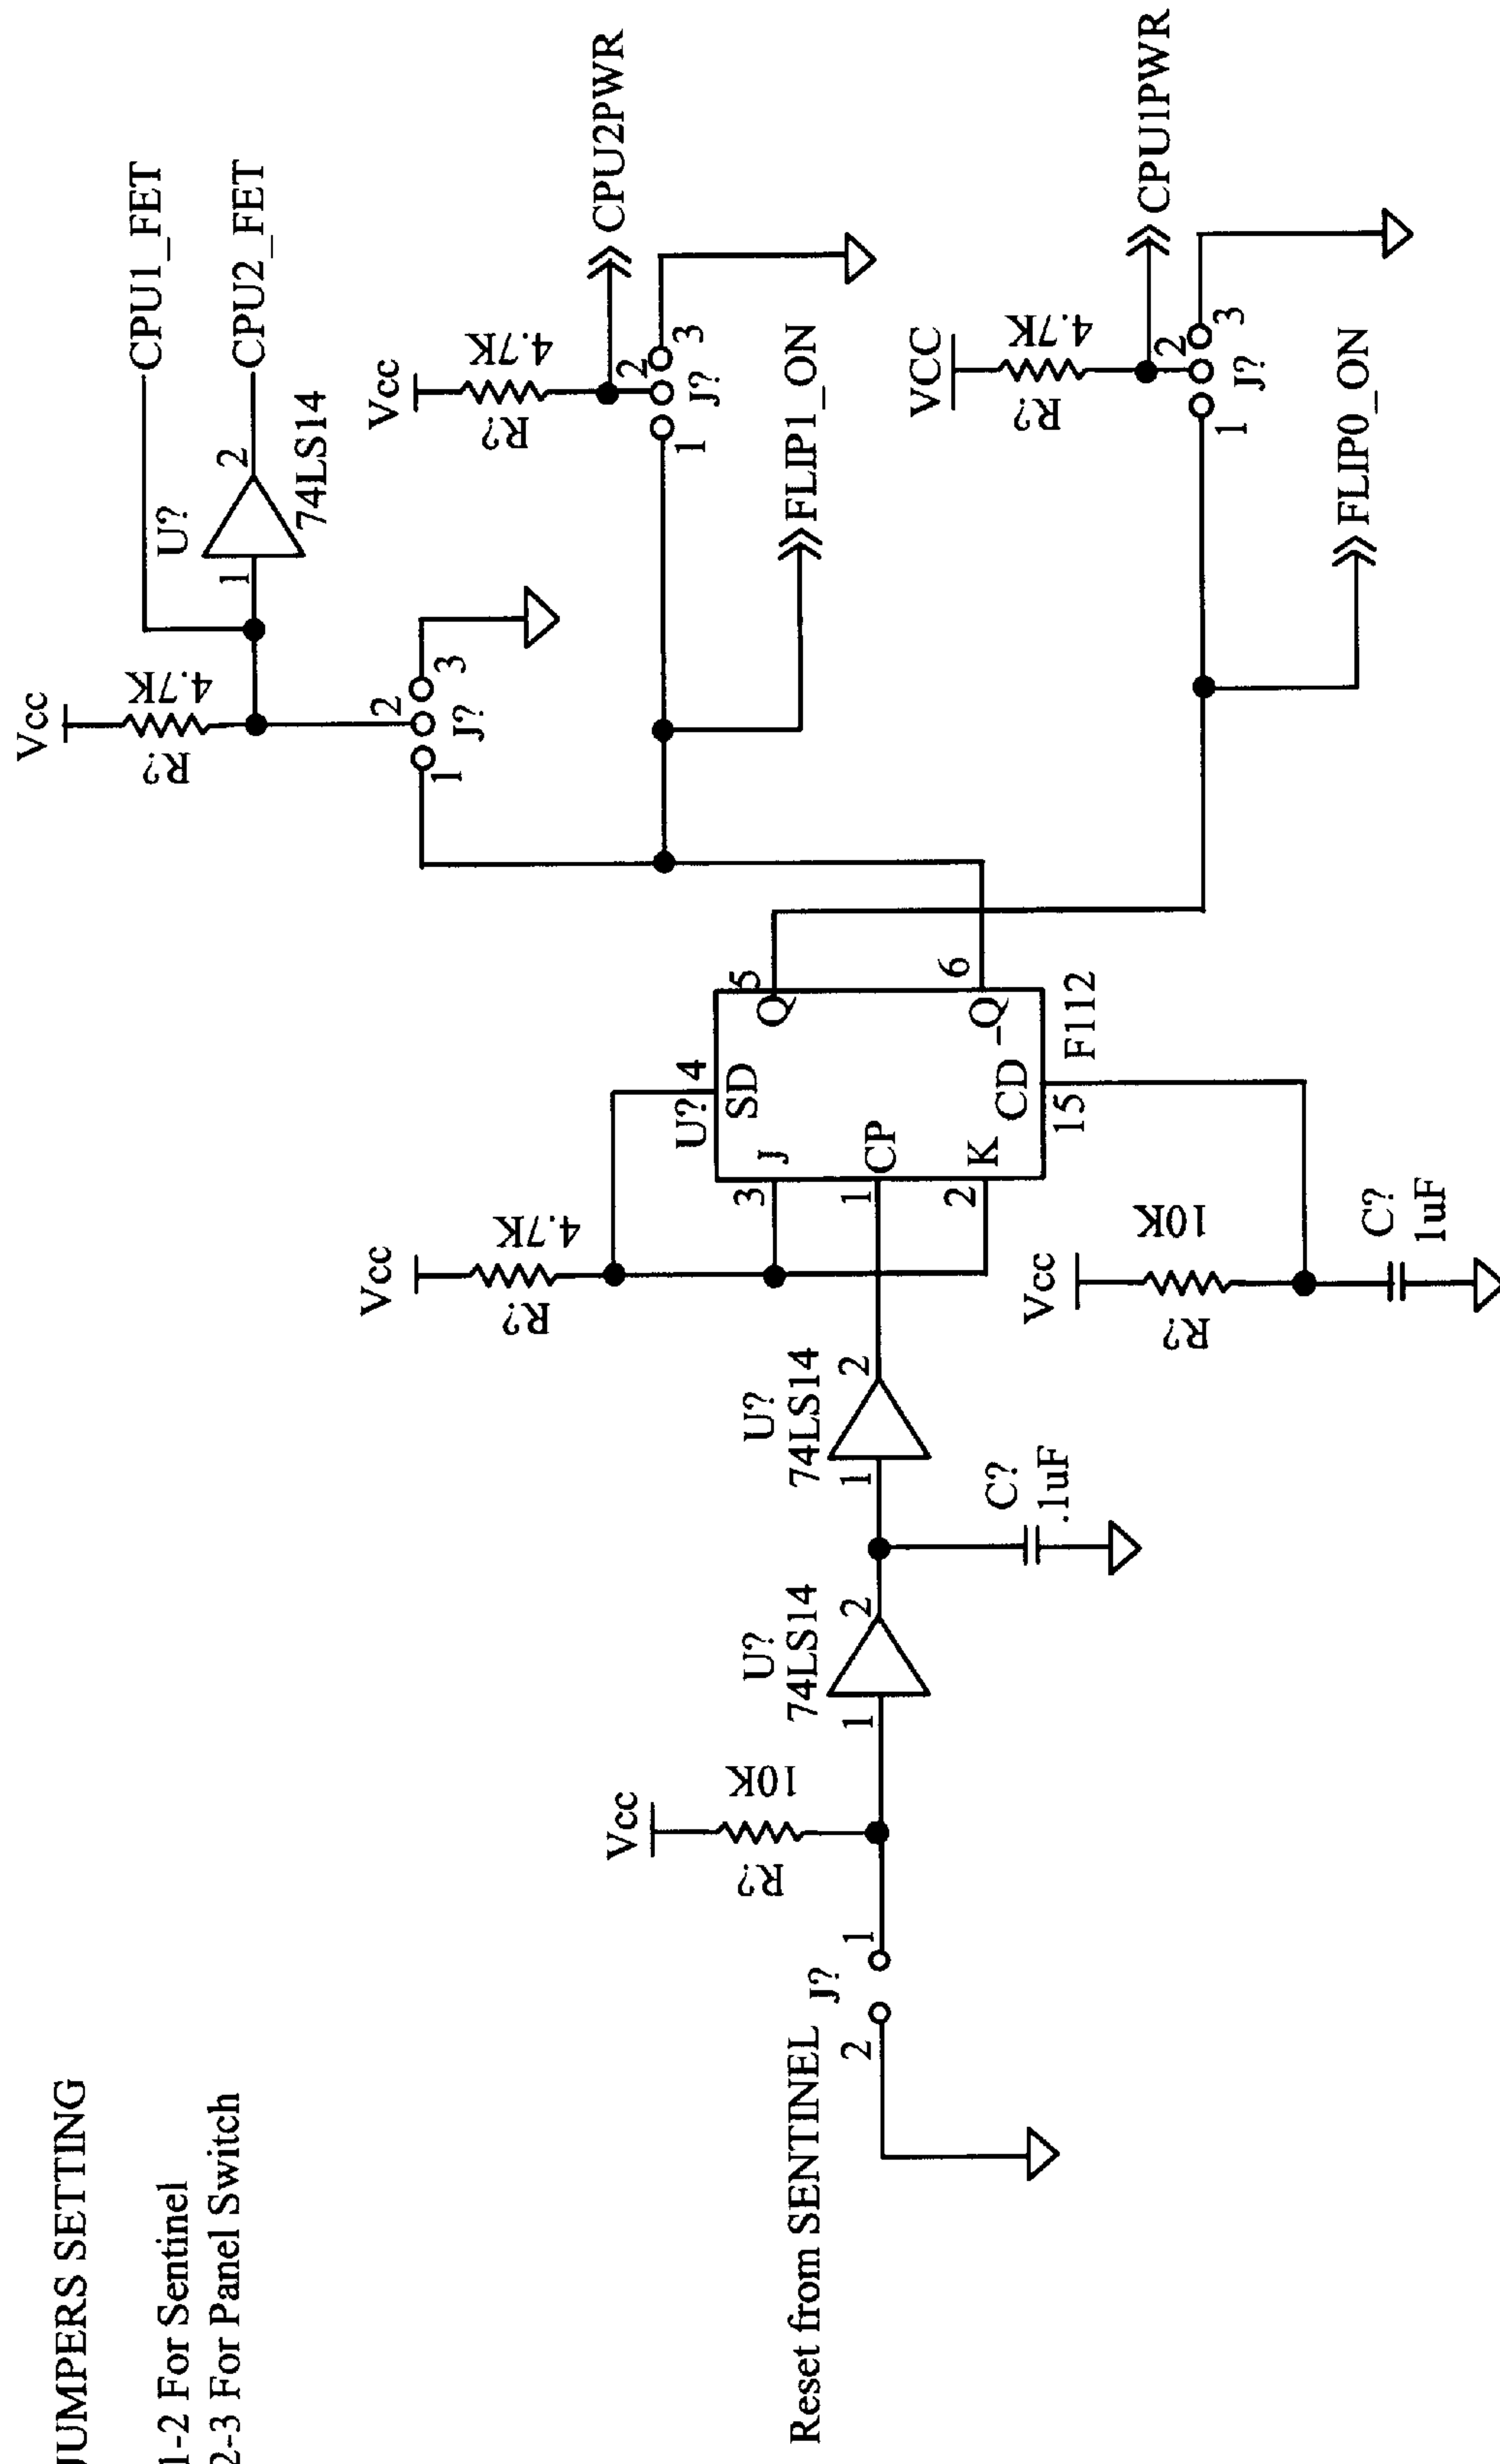 JUMPERS SETTING
1-2 For Sentinel
2-3 For Panel Switch
Reset from SENTINEL
J?
2
1
Vcc
R?
10K
U?
74LS14
1
2
C?
.1uF
U?
74LS14
1
2
Vcc
R?
4.7K
U?
4
SD
3
J
Q
5
1
CP
2
K
_Q
6
CD
15
F112
Vcc
R?
10K
C?
1uF
Vcc
R?
4.7K
1
2
3
J?
U?
1
2
74LS14
CPU1_FET
CPU2_FET
Vcc
R?
4.7K
1
2
3
J?
CPU2PWR
FLIP1_ON
VCC
R?
4.7K
1
2
3
J?
CPU1PWR
FLIP0_ON